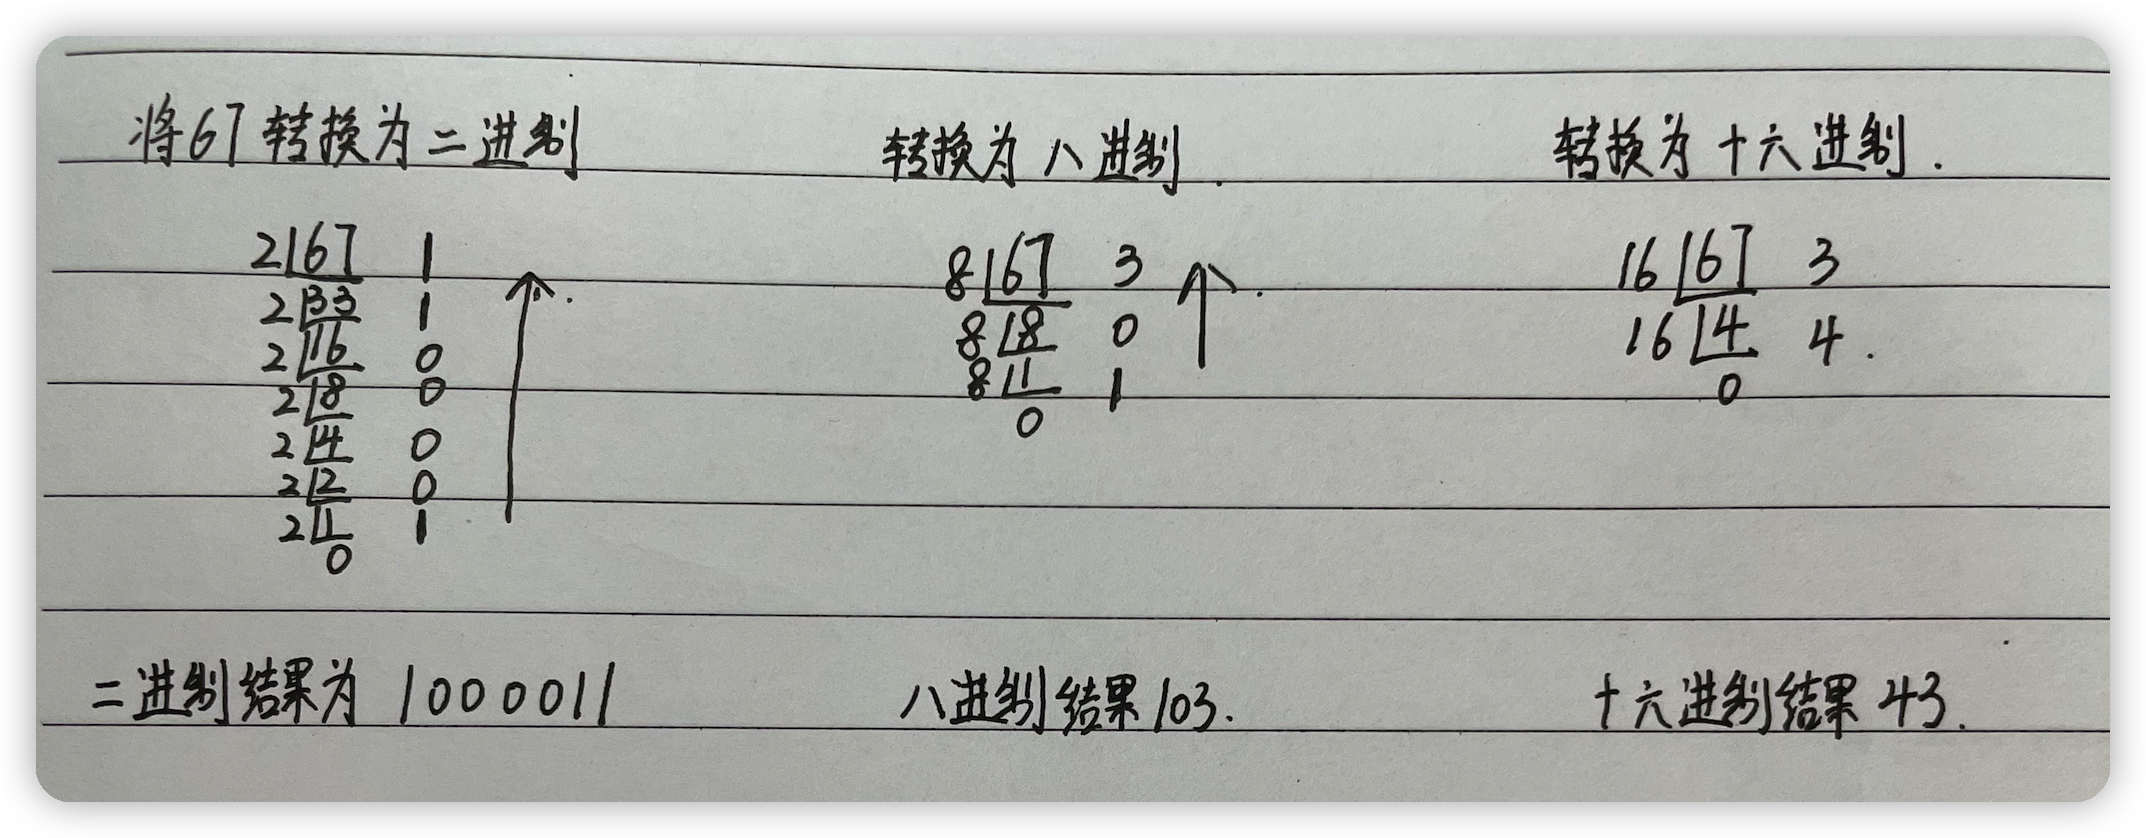 将67转换为二进制
2 67 1
2 33 1
2 16 0
2 8 0
2 4 0
2 2 0
2 1 1
0
二进制结果为 1000011
转换为八进制.
8 67 3
8 8 0
8 1 1
0
八进制结果 103.
转换为十六进制.
16 67 3
16 4 4.
0
十六进制结果 43.